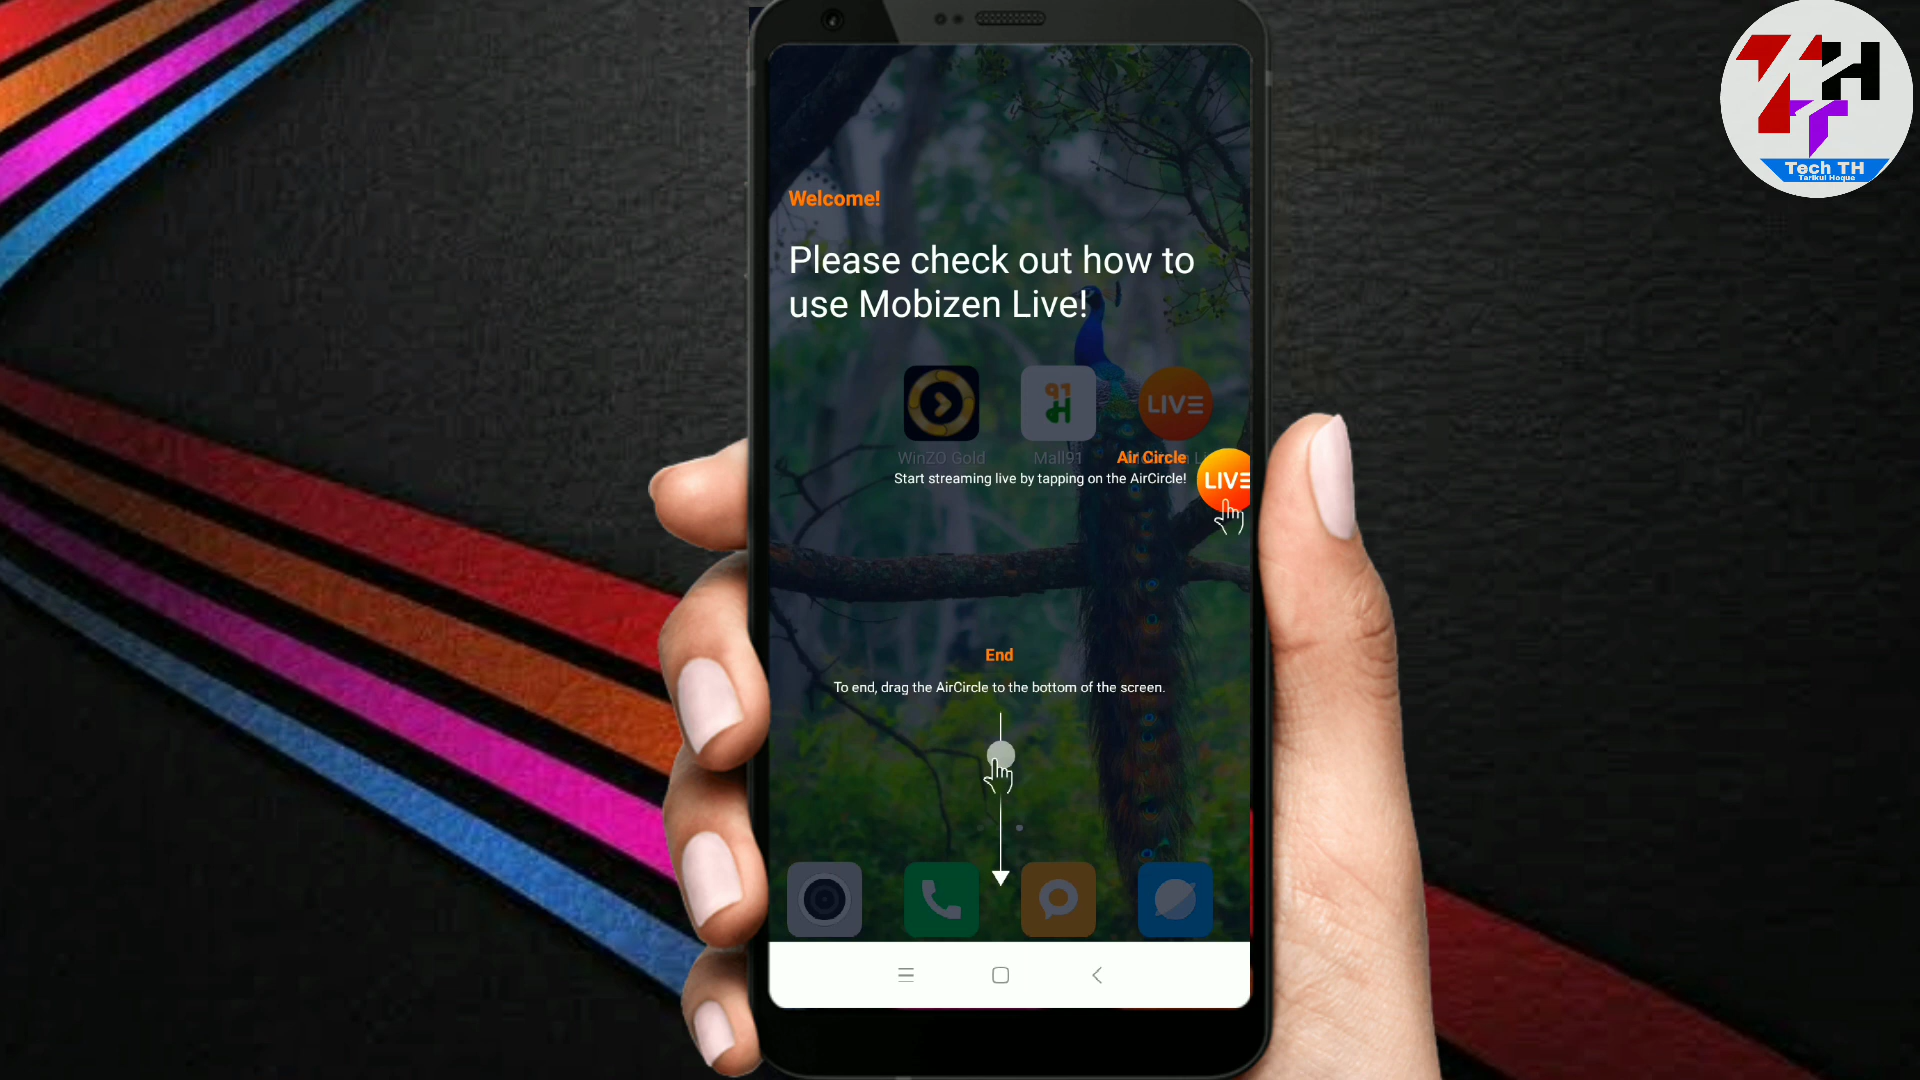 Tech TH
Tarikul Hoque
Welcome!
Please check out how to
use Mobizen Live!
LIVE
WinZO Gold
Mall91
Air Circle
Start streaming live by tapping on the AirCircle!
LIVE
End
To end, drag the AirCircle to the bottom of the screen.